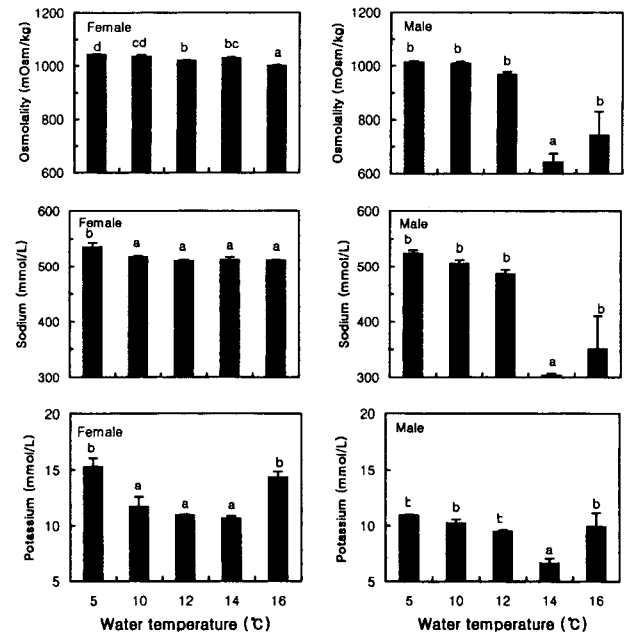 1200
1000
800
600
Osmolality (mOsm/kg)
Female
d cd b bc a
1200
1000
800
600
Osmolality (mOsm/kg)
Male
b b b a b
600
500
400
300
Sodium (mmol/L)
Female
b a a a a
600
500
400
300
Sodium (mmol/L)
Male
b b b a b
20
15
10
5
Potassium (mmol/L)
Female
b a a a b
5 10 12 14 16
Water temperature (℃)
20
15
10
5
Potassium (mmol/L)
Male
b b a b
5 10 12 14 16
Water temperature (℃)